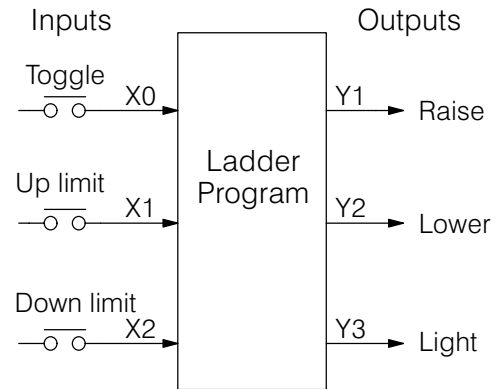 Inputs
Outputs
Toggle
X0
Y1
Raise
Ladder
Program
Up limit
X1
Y2
Lower
Down limit
X2
Y3
Light